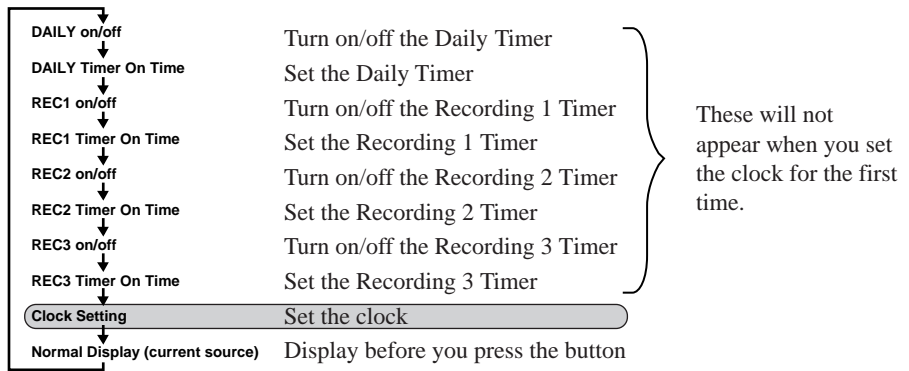 DAILY on/off Turn on/off the Daily Timer
DAILY Timer On Time Set the Daily Timer
REC1 on/off Turn on/off the Recording 1 Timer
REC1 Timer On Time Set the Recording 1 Timer
REC2 on/off Turn on/off the Recording 2 Timer
REC2 Timer On Time Set the Recording 2 Timer
REC3 on/off Turn on/off the Recording 3 Timer
REC3 Timer On Time Set the Recording 3 Timer
Clock Setting Set the clock
Normal Display (current source) Display before you press the button
These will not
appear when you set
the clock for the first
time.